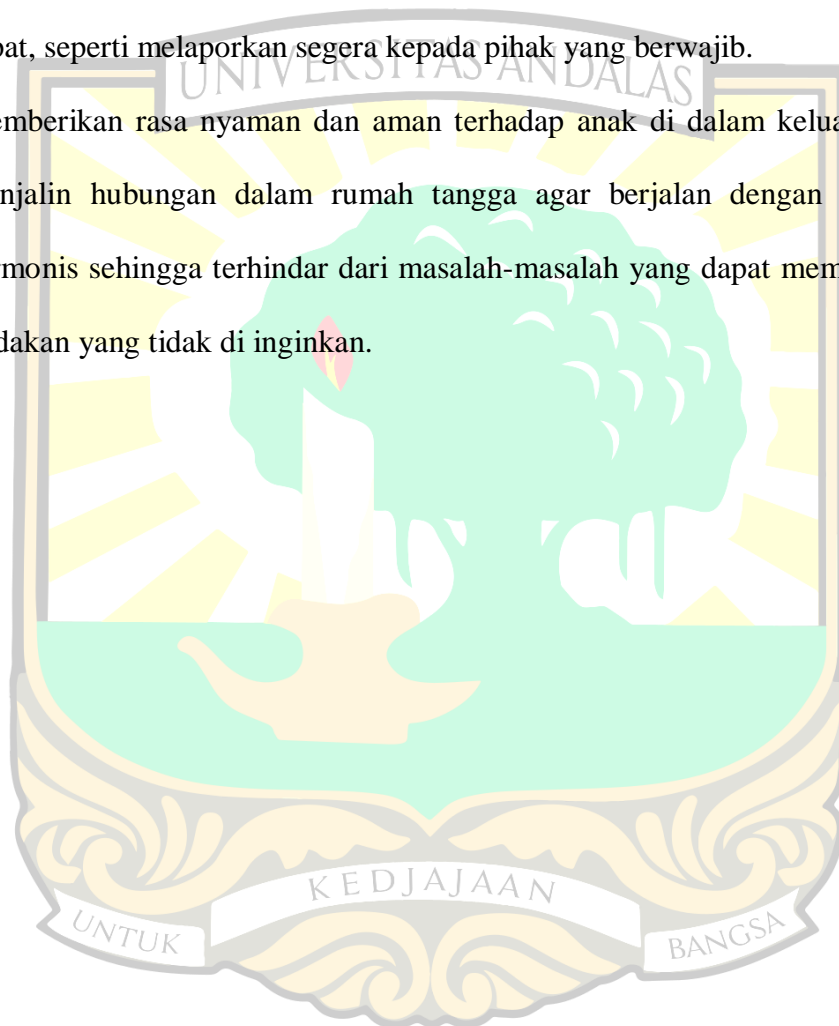 pat, seperti melaporkan segera kepada pihak yang berwajib.
UNIVERSITAS ANDALAS
emberikan rasa nyaman dan aman terhadap anak di dalam kelua
njalin hubungan dalam rumah tangga agar berjalan dengan
rmonis sehingga terhindar dari masalah-masalah yang dapat mem
dakan yang tidak di inginkan.
KEDJAJAAN
UNTUK
BANGSA